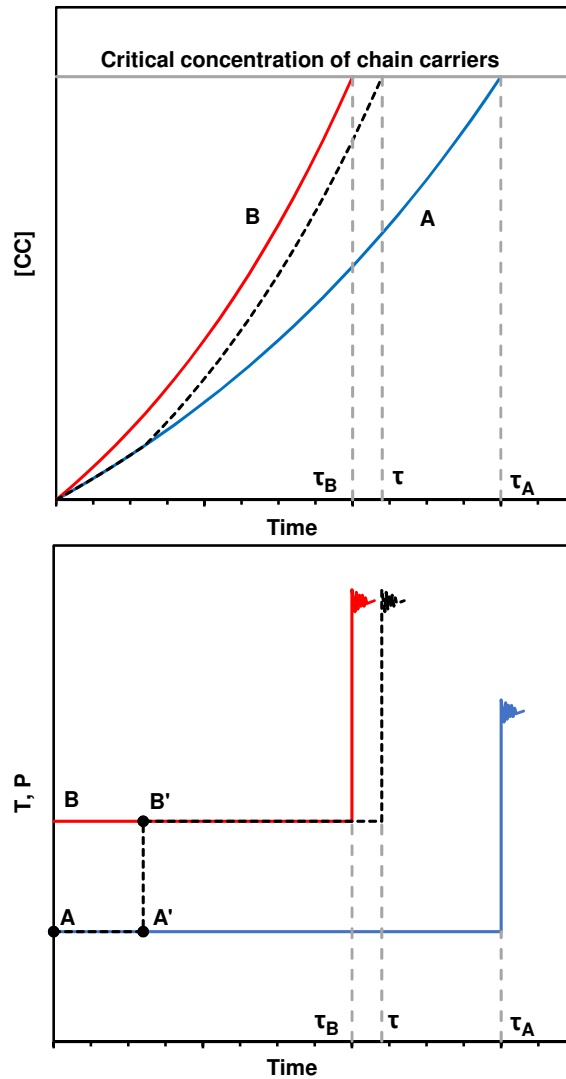 Critical concentration of chain carriers
B
A
[CC]
τB τ τA
Time
B B'
T, P
A A'
τB τ τA
Time